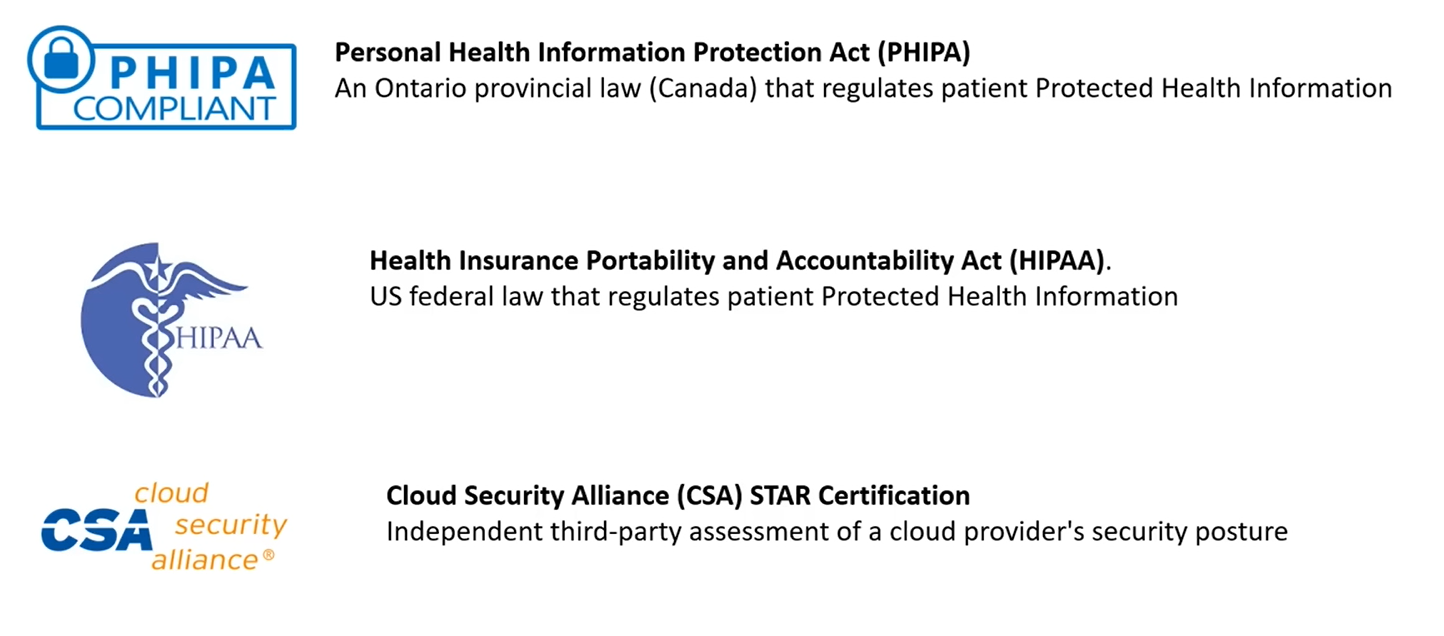 PHIPA
COMPLIANT
Personal Health Information Protection Act (PHIPA)
An Ontario provincial law (Canada) that regulates patient Protected Health Information
HIPAA
Health Insurance Portability and Accountability Act (HIPAA).
US federal law that regulates patient Protected Health Information
cloud
CSA security
alliance®
Cloud Security Alliance (CSA) STAR Certification
Independent third-party assessment of a cloud provider's security posture